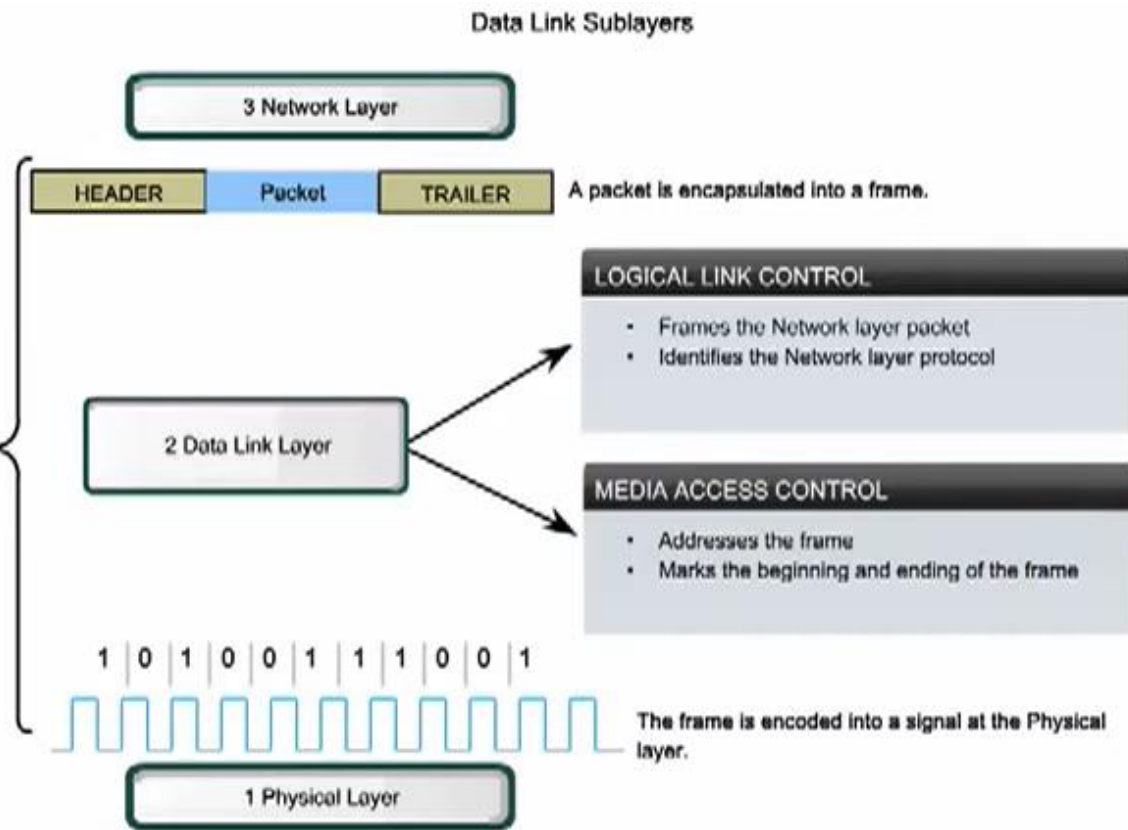 Data Link Sublayers
3 Network Layer
HEADER Packet TRAILER
A packet is encapsulated into a frame.
LOGICAL LINK CONTROL
• Frames the Network layer packet
• Identifies the Network layer protocol
2 Data Link Layer
MEDIA ACCESS CONTROL
• Addresses the frame
• Marks the beginning and ending of the frame
1 0 1 0 0 1 1 1 0 0 1
The frame is encoded into a signal at the Physical
layer.
1 Physical Layer